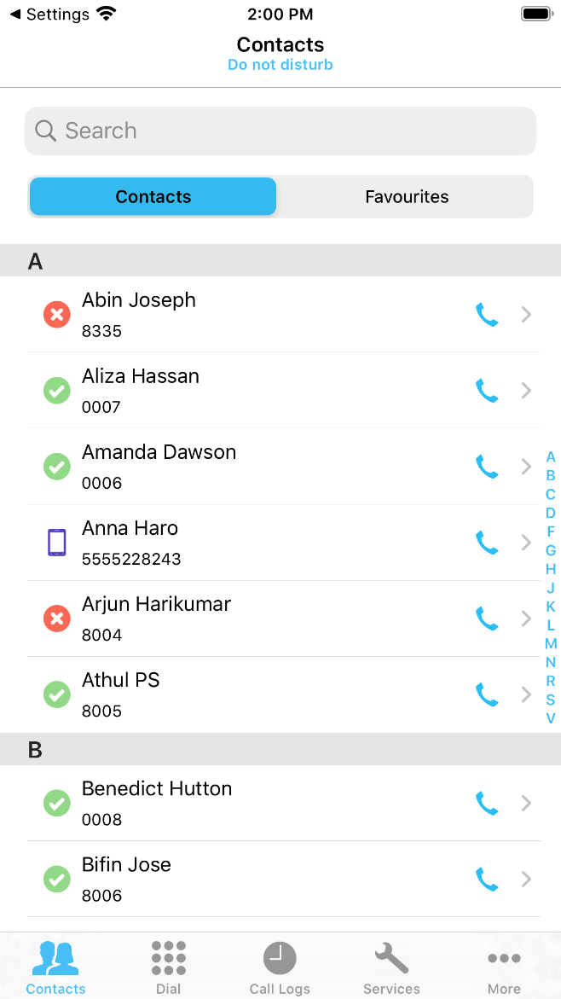 ◀ Settings 2:00 PM
Contacts
Do not disturb
Search
Contacts Favourites
A
Abin Joseph
8335
Aliza Hassan
0007
Amanda Dawson
0006
Anna Haro
5555228243
Arjun Harikumar
8004
Athul PS
8005
B
Benedict Hutton
0008
Bifin Jose
8006
A
B
C
D
F
G
H
J
K
L
M
N
R
S
V
Contacts Dial Call Logs Services More